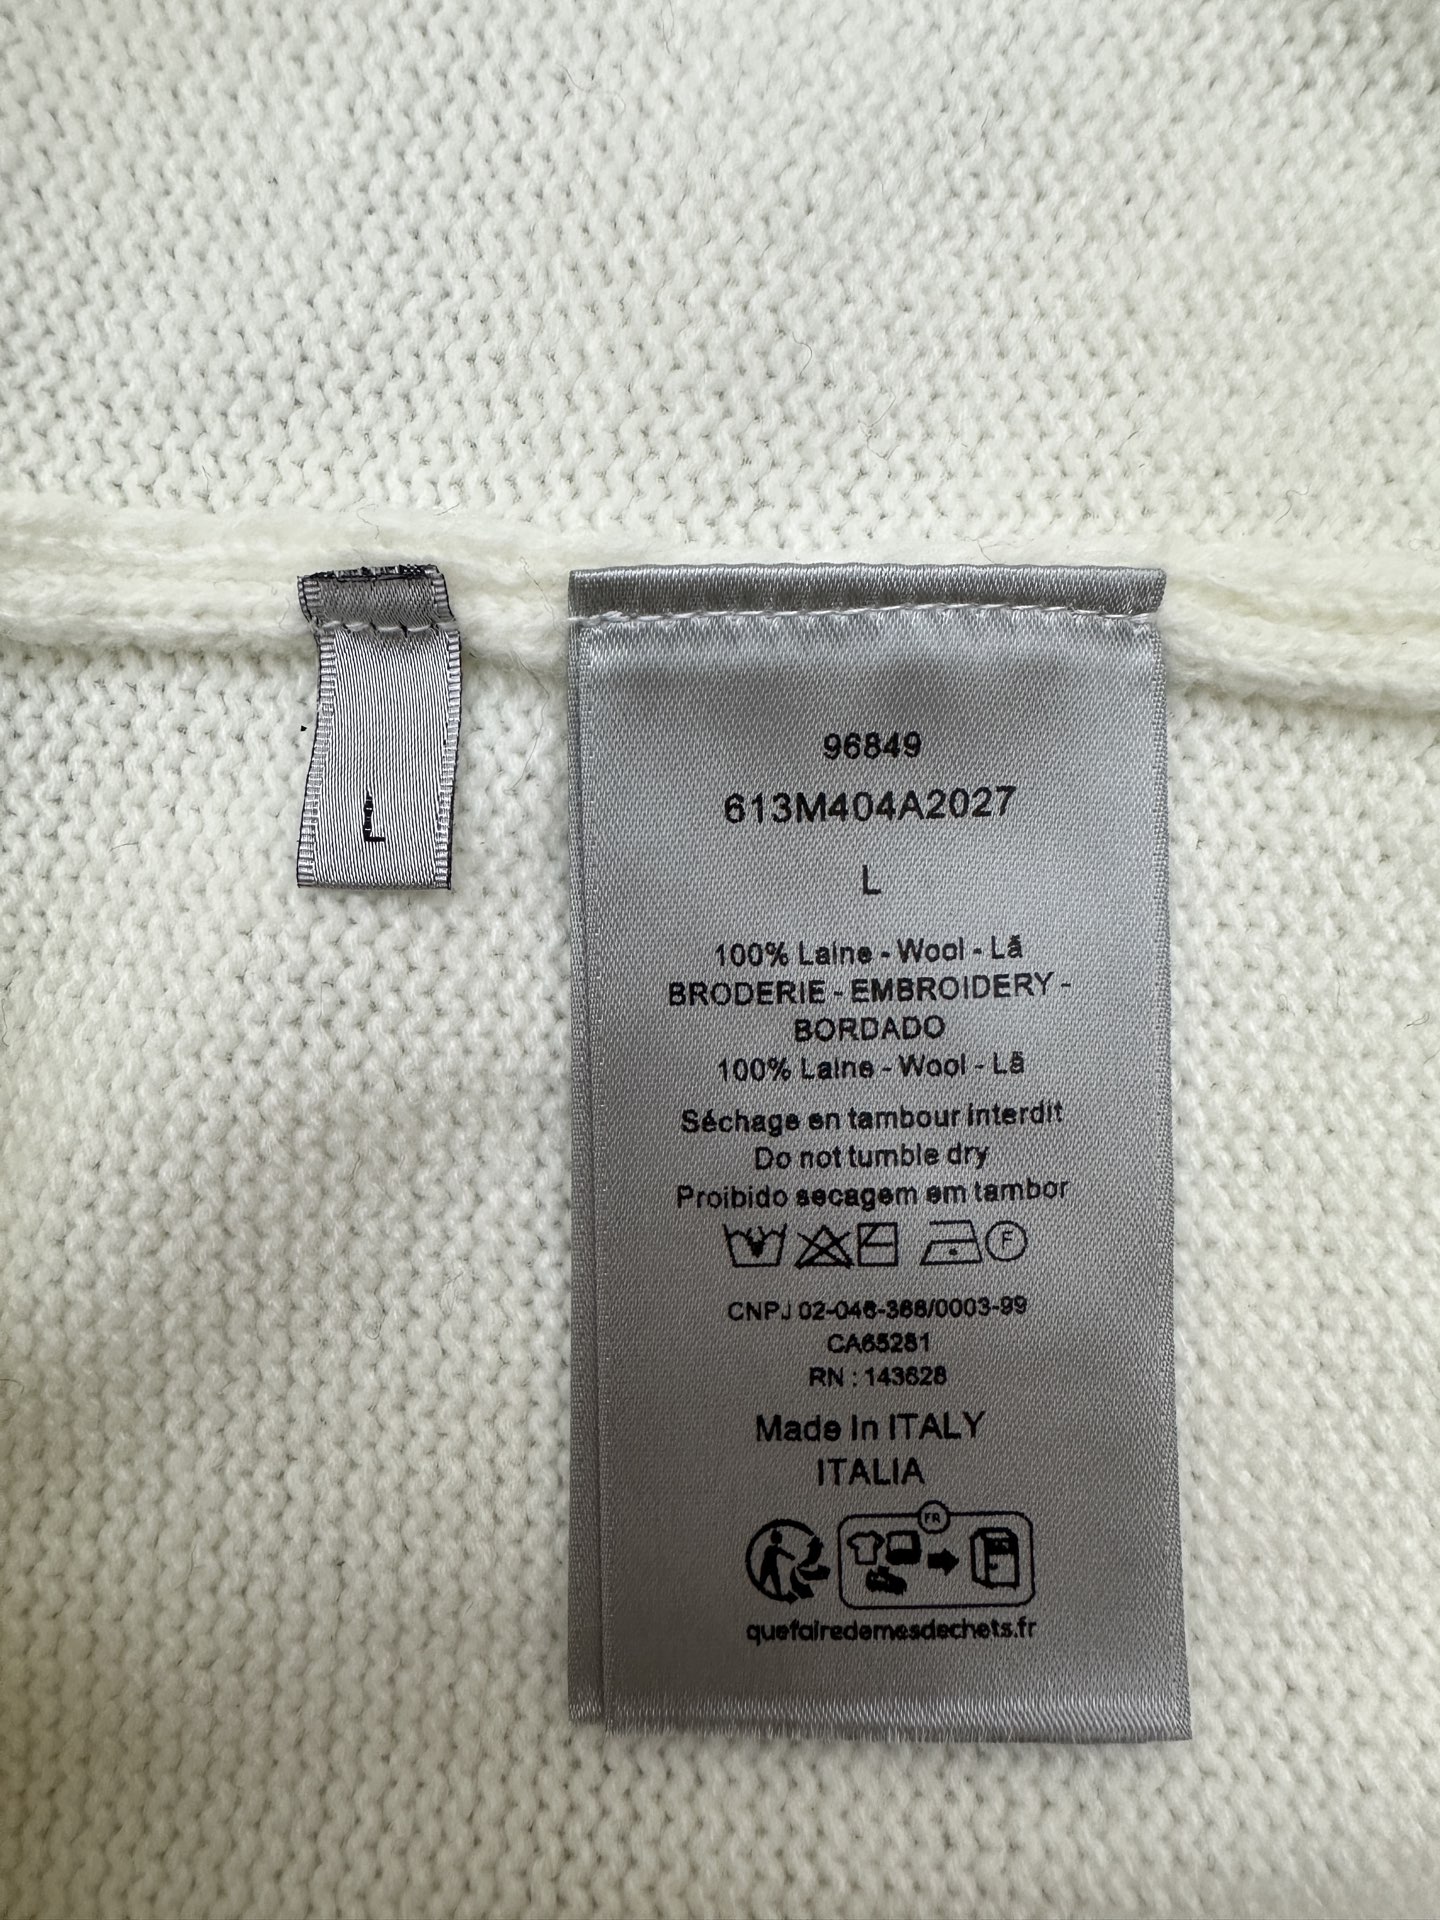 L
96849
613M404A2027
L
100% Laine - Wool - Lã
BRODERIE - EMBROIDERY -
BORDADO
100% Laine - Wool - Lã
Séchage en tambour interdit
Do not tumble dry
Proibido secagem em tambor
F
CNPJ 02-046-368/0003-99
CA65281
RN : 143628
Made In ITALY
ITALIA
FR
quefairedemesdechets.fr